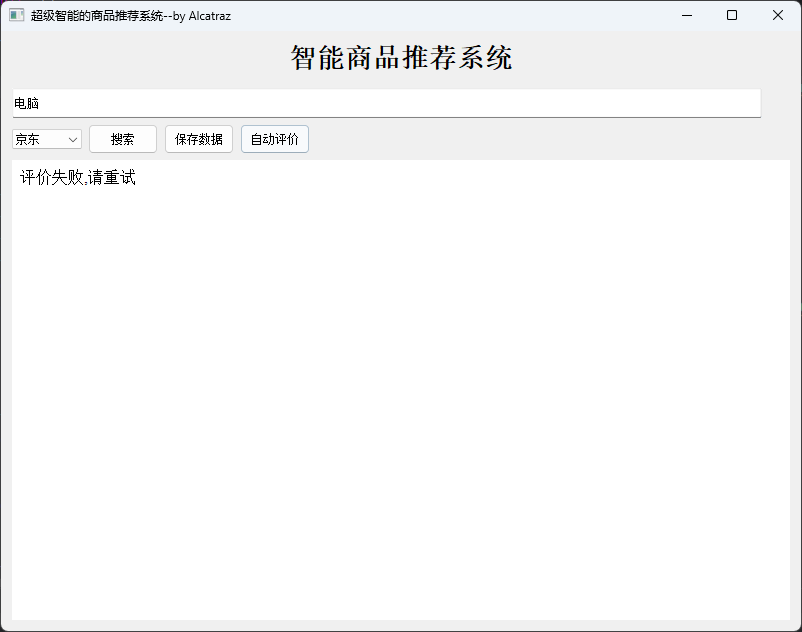 超级智能的商品推荐系统--by Alcatraz
智能商品推荐系统
电脑
京东 搜索 保存数据 自动评价
评价失败,请重试